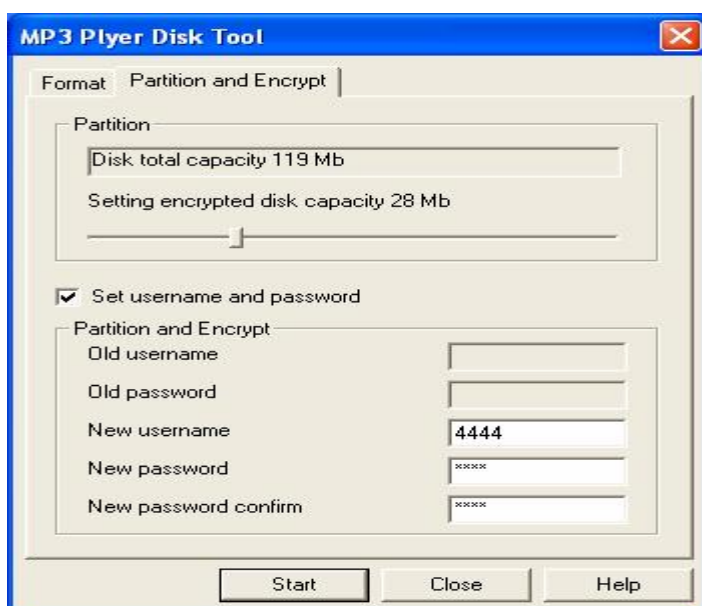 MP3 Plyer Disk Tool
Format Partition and Encrypt
Partition
Disk total capacity 119 Mb
Setting encrypted disk capacity 28 Mb
Set username and password
Partition and Encrypt
Old username
Old password
New username 4444
New password ****
New password confirm ****
Start Close Help